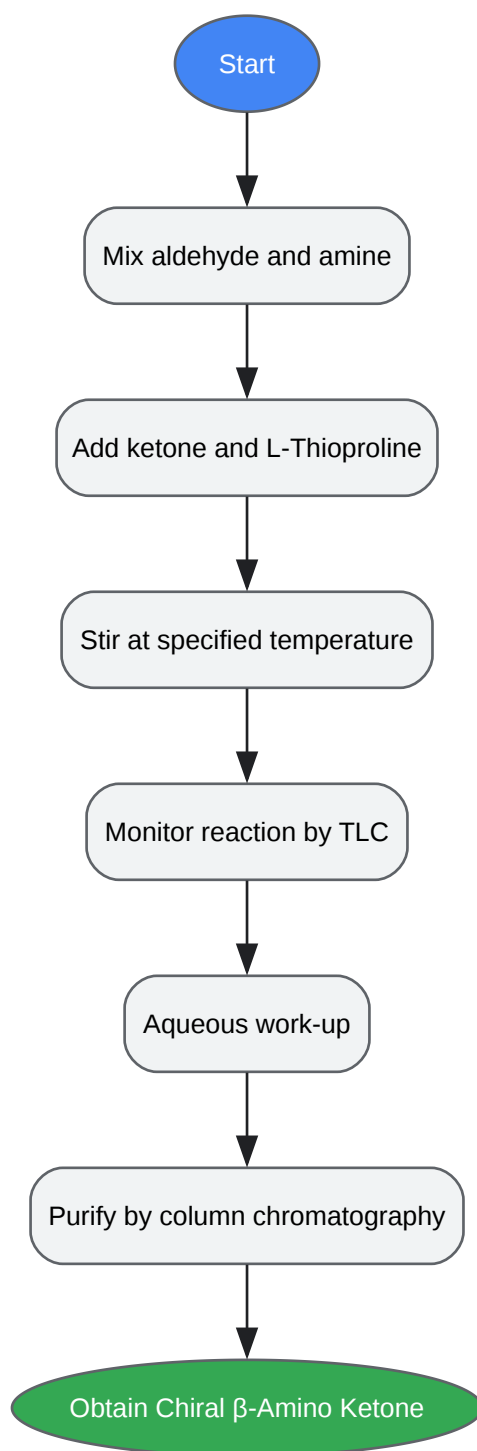 Start
Mix aldehyde and amine
Add ketone and L-Thioproline
Stir at specified temperature
Monitor reaction by TLC
Aqueous work-up
Purify by column chromatography
Obtain Chiral β-Amino Ketone